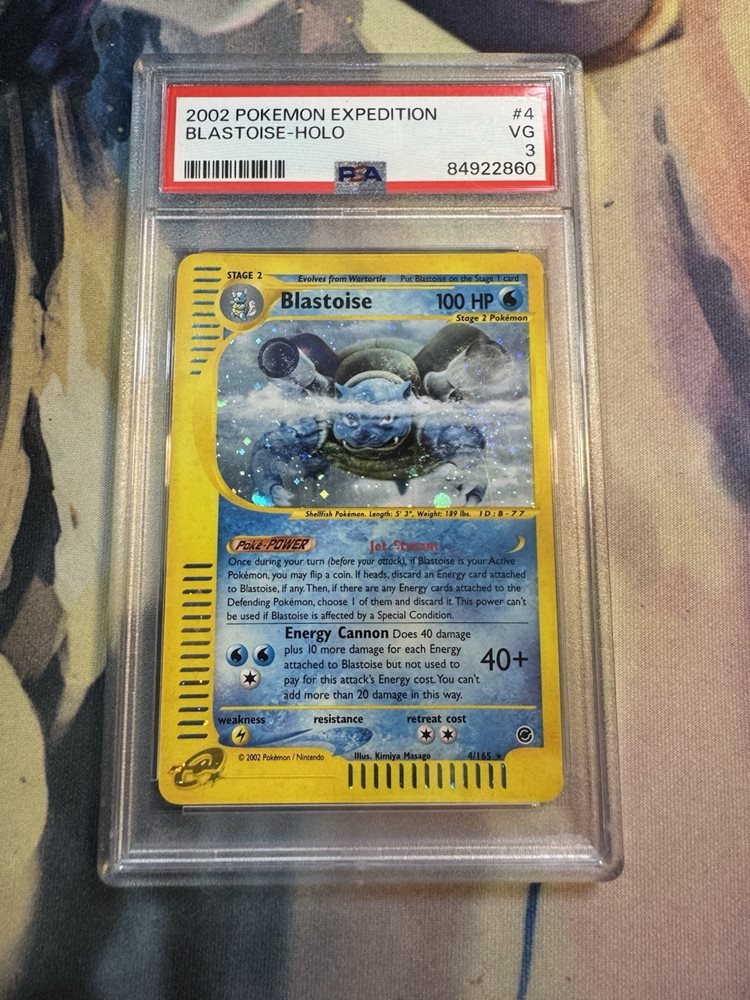 2002 POKEMON EXPEDITION #4
BLASTOISE-HOLO VG
3
PSA 84922860
STAGE 2 Evolves from Wartortle Put Blastoise on the Stage 1 card
Blastoise 100 HP
Stage 2 Pokémon
Shellfish Pokémon. Length: 5' 3", Weight: 189 lbs. ID: B-77
Poké-POWER Jet Stream
Once during your turn (before your attack), if Blastoise is your Active
Pokémon, you may flip a coin. If heads, discard an Energy card attached
to Blastoise, if any. Then, if there are any Energy cards attached to the
Defending Pokémon, choose 1 of them and discard it. This power can't
be used if Blastoise is affected by a Special Condition.
Energy Cannon Does 40 damage
plus 10 more damage for each Energy
attached to Blastoise but not used to
pay for this attack's Energy cost. You can't
add more than 20 damage in this way.
40+
weakness resistance retreat cost
© 2002 Pokémon / Nintendo Illus. Kimiya Masago 4/165 ★